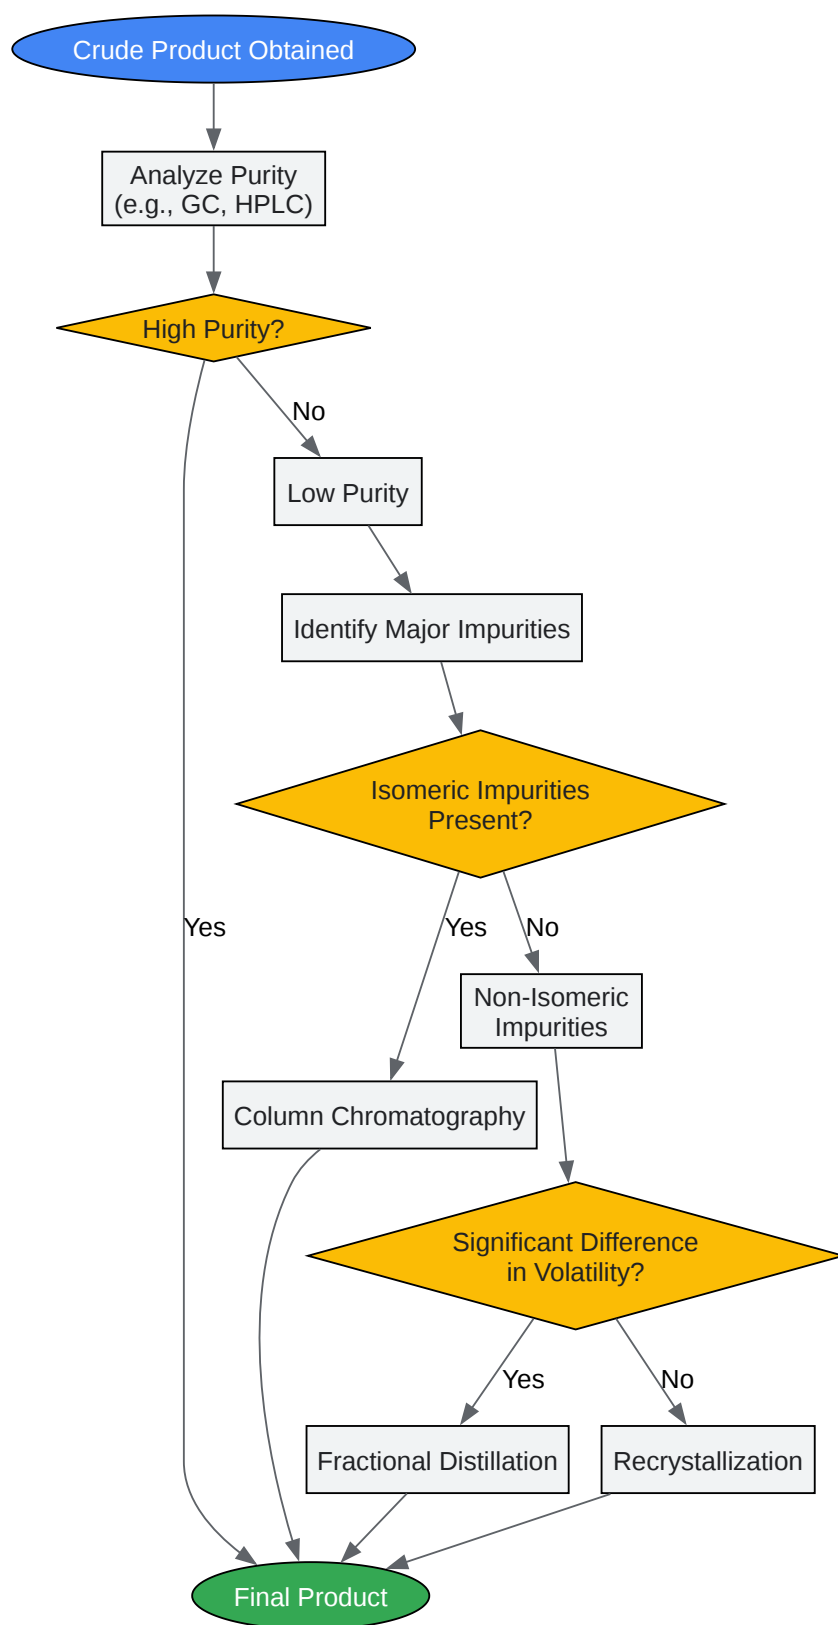 Crude Product Obtained
Analyze Purity
(e.g., GC, HPLC)
High Purity?
No
Low Purity
Identify Major Impurities
Isomeric Impurities
Present?
Yes
Yes
No
Non-Isomeric
Impurities
Column Chromatography
Significant Difference
in Volatility?
Yes
No
Fractional Distillation
Recrystallization
Final Product